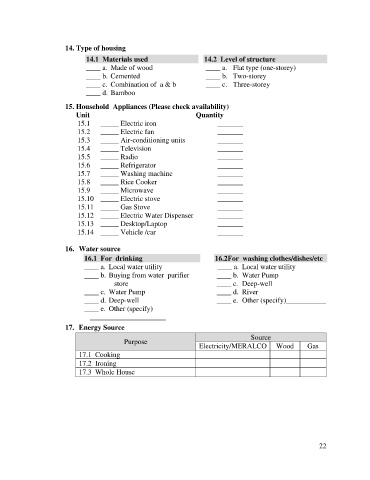 14. Type of housing
14.1 Materials used 14.2 Level of structure
____ a. Made of wood ____ a. Flat type (one-storey)
____ b. Cemented ____ b. Two-storey
____ c. Combination of a & b ____ c. Three-storey
____ d. Bamboo
15. Household Appliances (Please check availability)
Unit Quantity
15.1 _____ Electric iron _______
15.2 _____ Electric fan _______
15.3 _____ Air-conditioning units _______
15.4 _____ Television _______
15.5 _____ Radio _______
15.6 _____ Refrigerator _______
15.7 _____ Washing machine _______
15.8 _____ Rice Cooker _______
15.9 _____ Microwave _______
15.10 _____ Electric stove _______
15.11 _____ Gas Stove _______
15.12 _____ Electric Water Dispenser _______
15.13 _____ Desktop/Laptop _______
15.14 _____ Vehicle /car _______
16. Water source
16.1 For drinking 16.2For washing clothes/dishes/etc
____ a. Local water utility ____ a. Local water utility
____ b. Buying from water purifier ____ b. Water Pump
store ____ c. Deep-well
____ c. Water Pump ____ d. River
____ d. Deep-well ____ e. Other (specify)____________
____ e. Other (specify)
______________________
17. Energy Source
Purpose Source
Electricity/MERALCO Wood Gas
17.1 Cooking
17.2 Ironing
17.3 Whole House
22